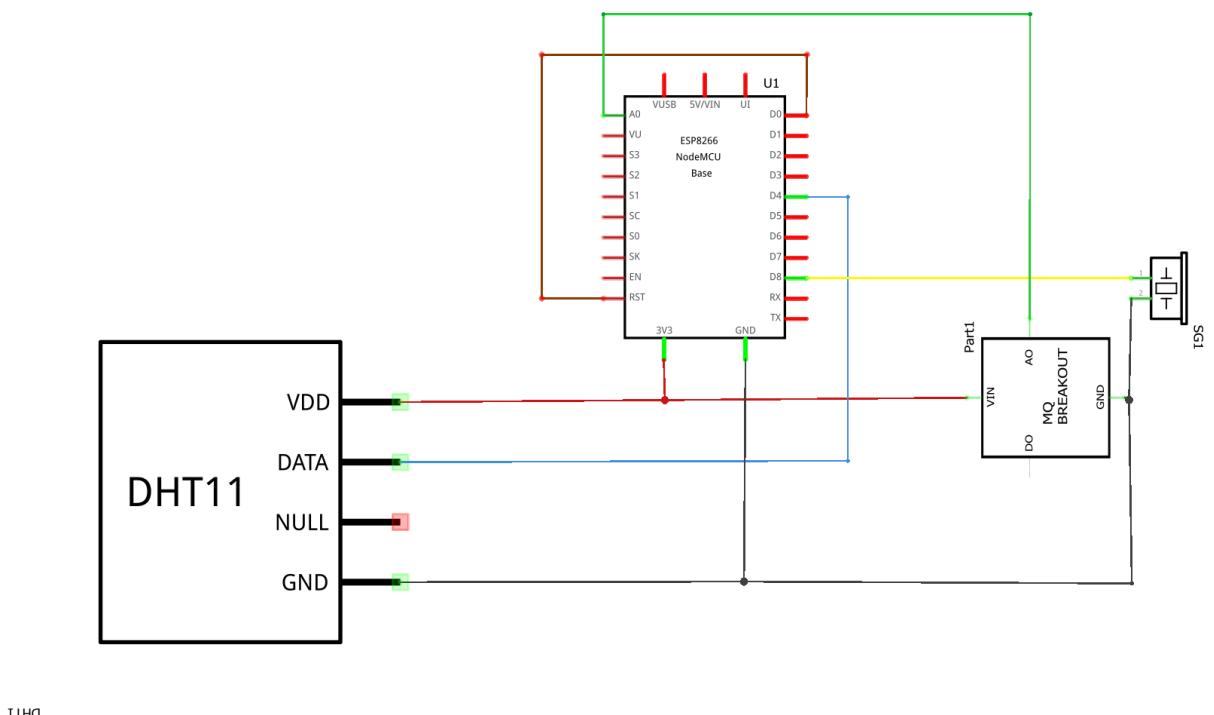 U1
VUSB 5V/VIN UI
A0 D0
VU D1
S3 D2
S2 D3
S1 D4
SC D5
S0 D6
SK D7
EN D8
RST RX
TX
ESP8266
NodeMCU
Base
3V3 GND
1
2
SG1
Part1
AO
VIN
MQ
BREAKOUT
GND
DO
VDD
DATA
DHT11
NULL
GND
DHT11